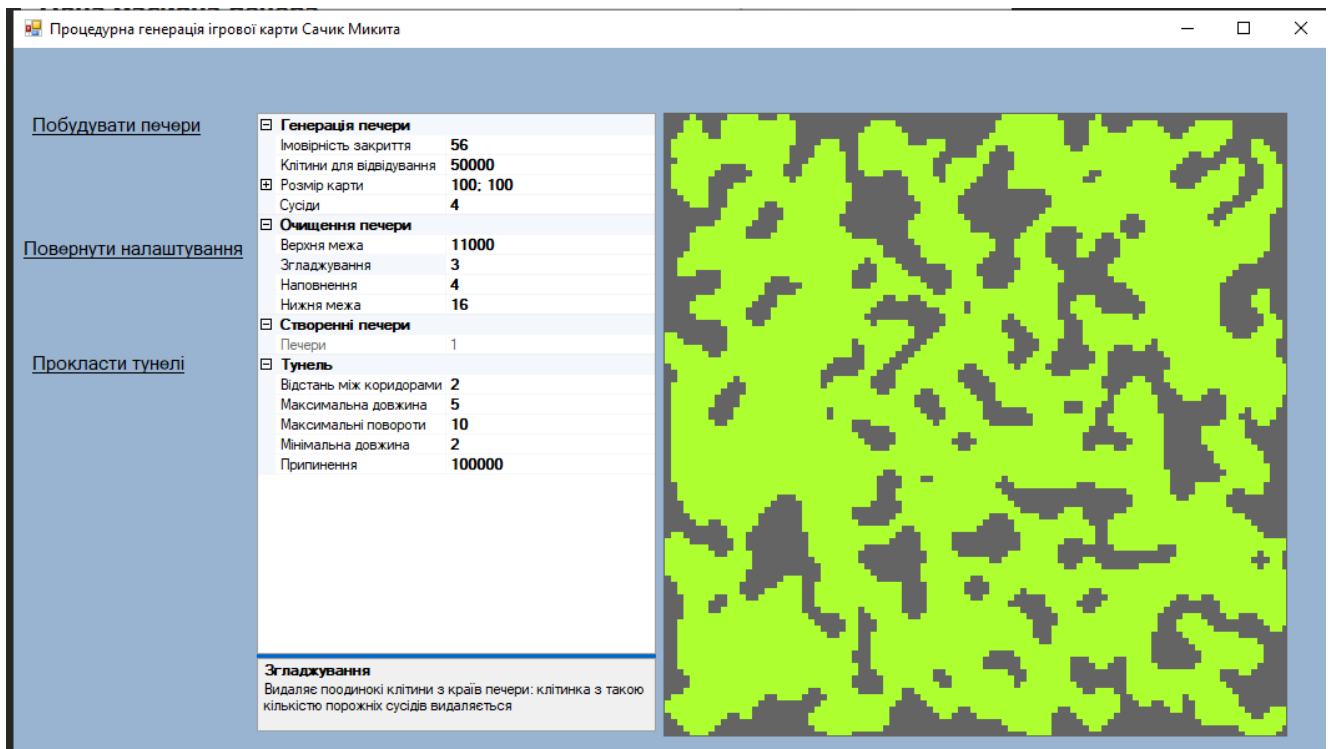 Процедурна генерація ігрової карти Сачик Микита
Побудувати печери
Повернути налаштування
Прокласти тунелі
Генерація печери
Імовірність закриття 56
Клітини для відвідування 50000
Розмір карти 100; 100
Сусіди 4
Очищення печери
Верхня межа 11000
Згладжування 3
Наповнення 4
Нижня межа 16
Створенні печери
Печери 1
Тунель
Відстань між коридорами 2
Максимальна довжина 5
Максимальні повороти 10
Мінімальна довжина 2
Припинення 100000
Згладжування
Видаляє поодинокі клітини з країв печери: клітинка з такою
кількістю порожніх сусідів видаляється